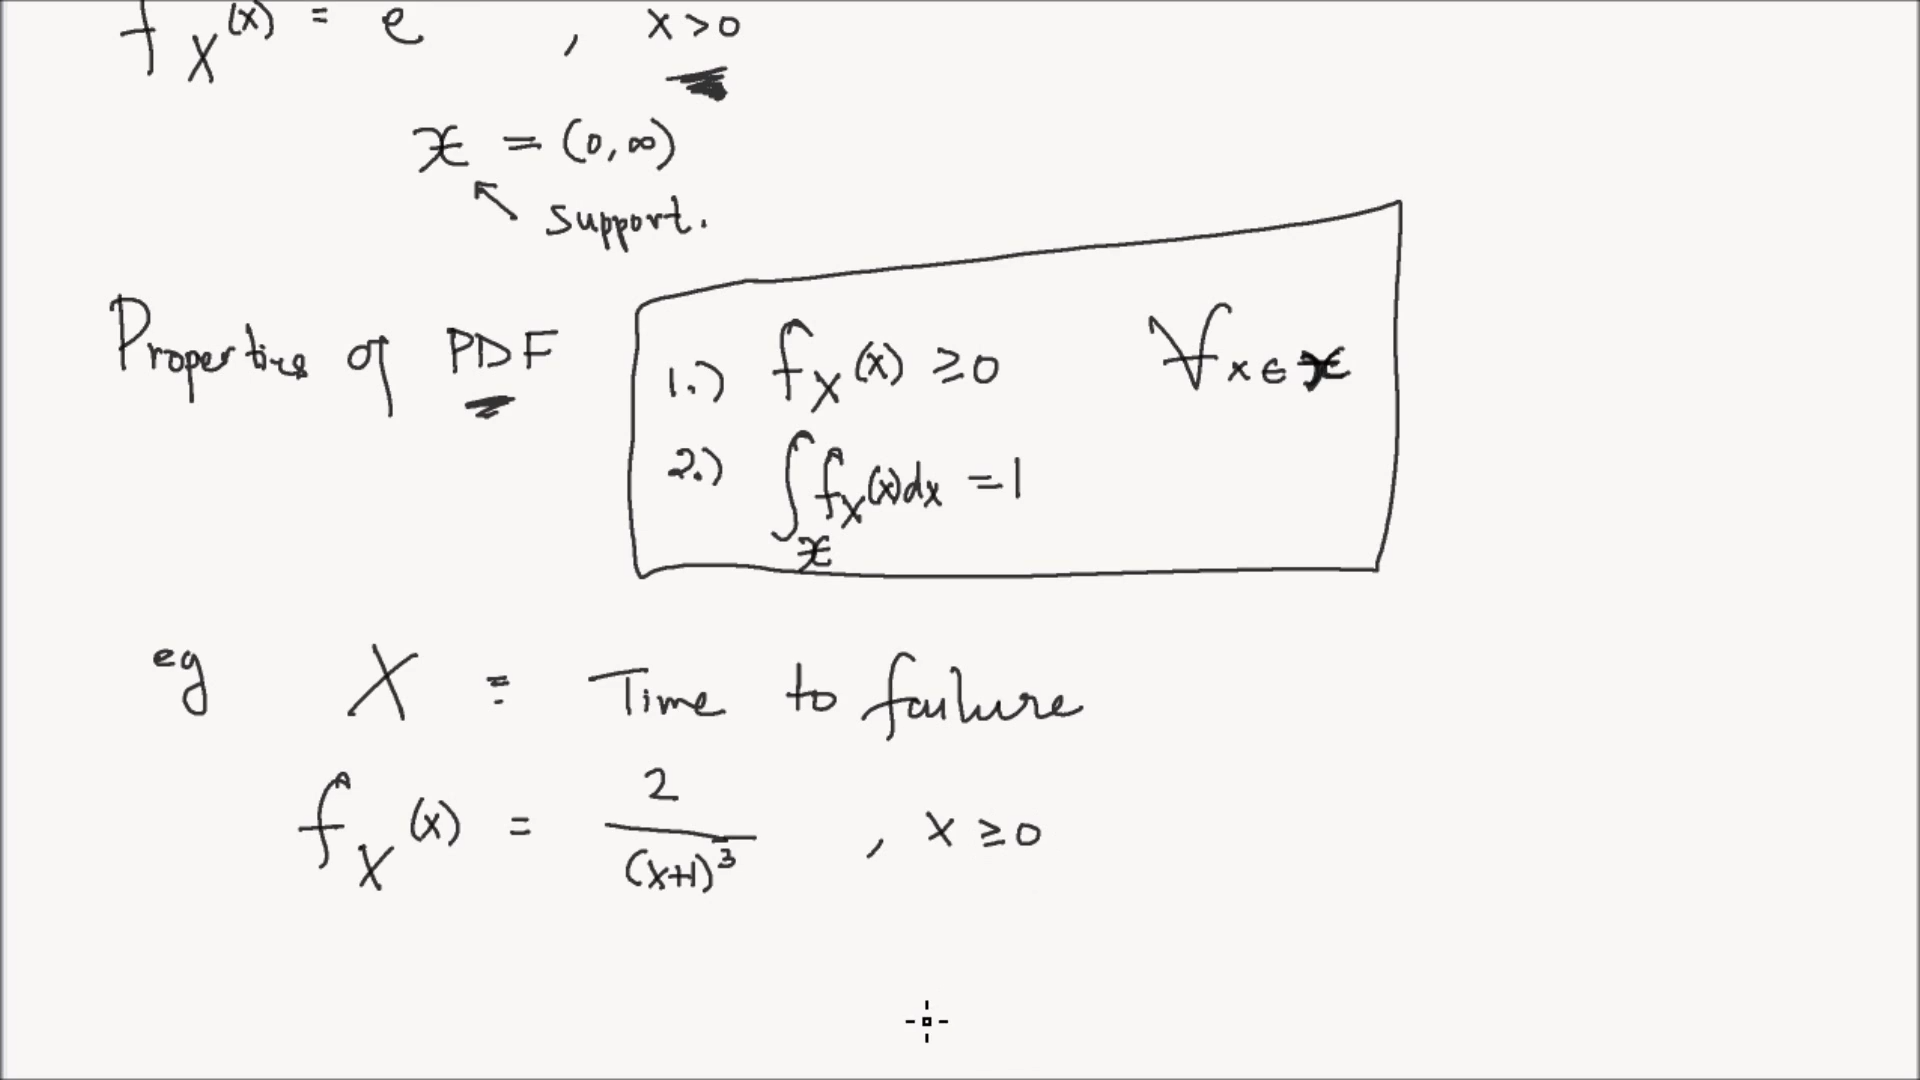 f_X(x) = e , x>0
𝒳 = (0, ∞)
support.
Properties of PDF
1.) f_X(x) ≥ 0 ∀ x ∈ 𝒳
2.) ∫_𝒳 f_X(x)dx = 1
eg X = Time to failure
f_X(x) = 2/(x+1)^3 , x ≥ 0